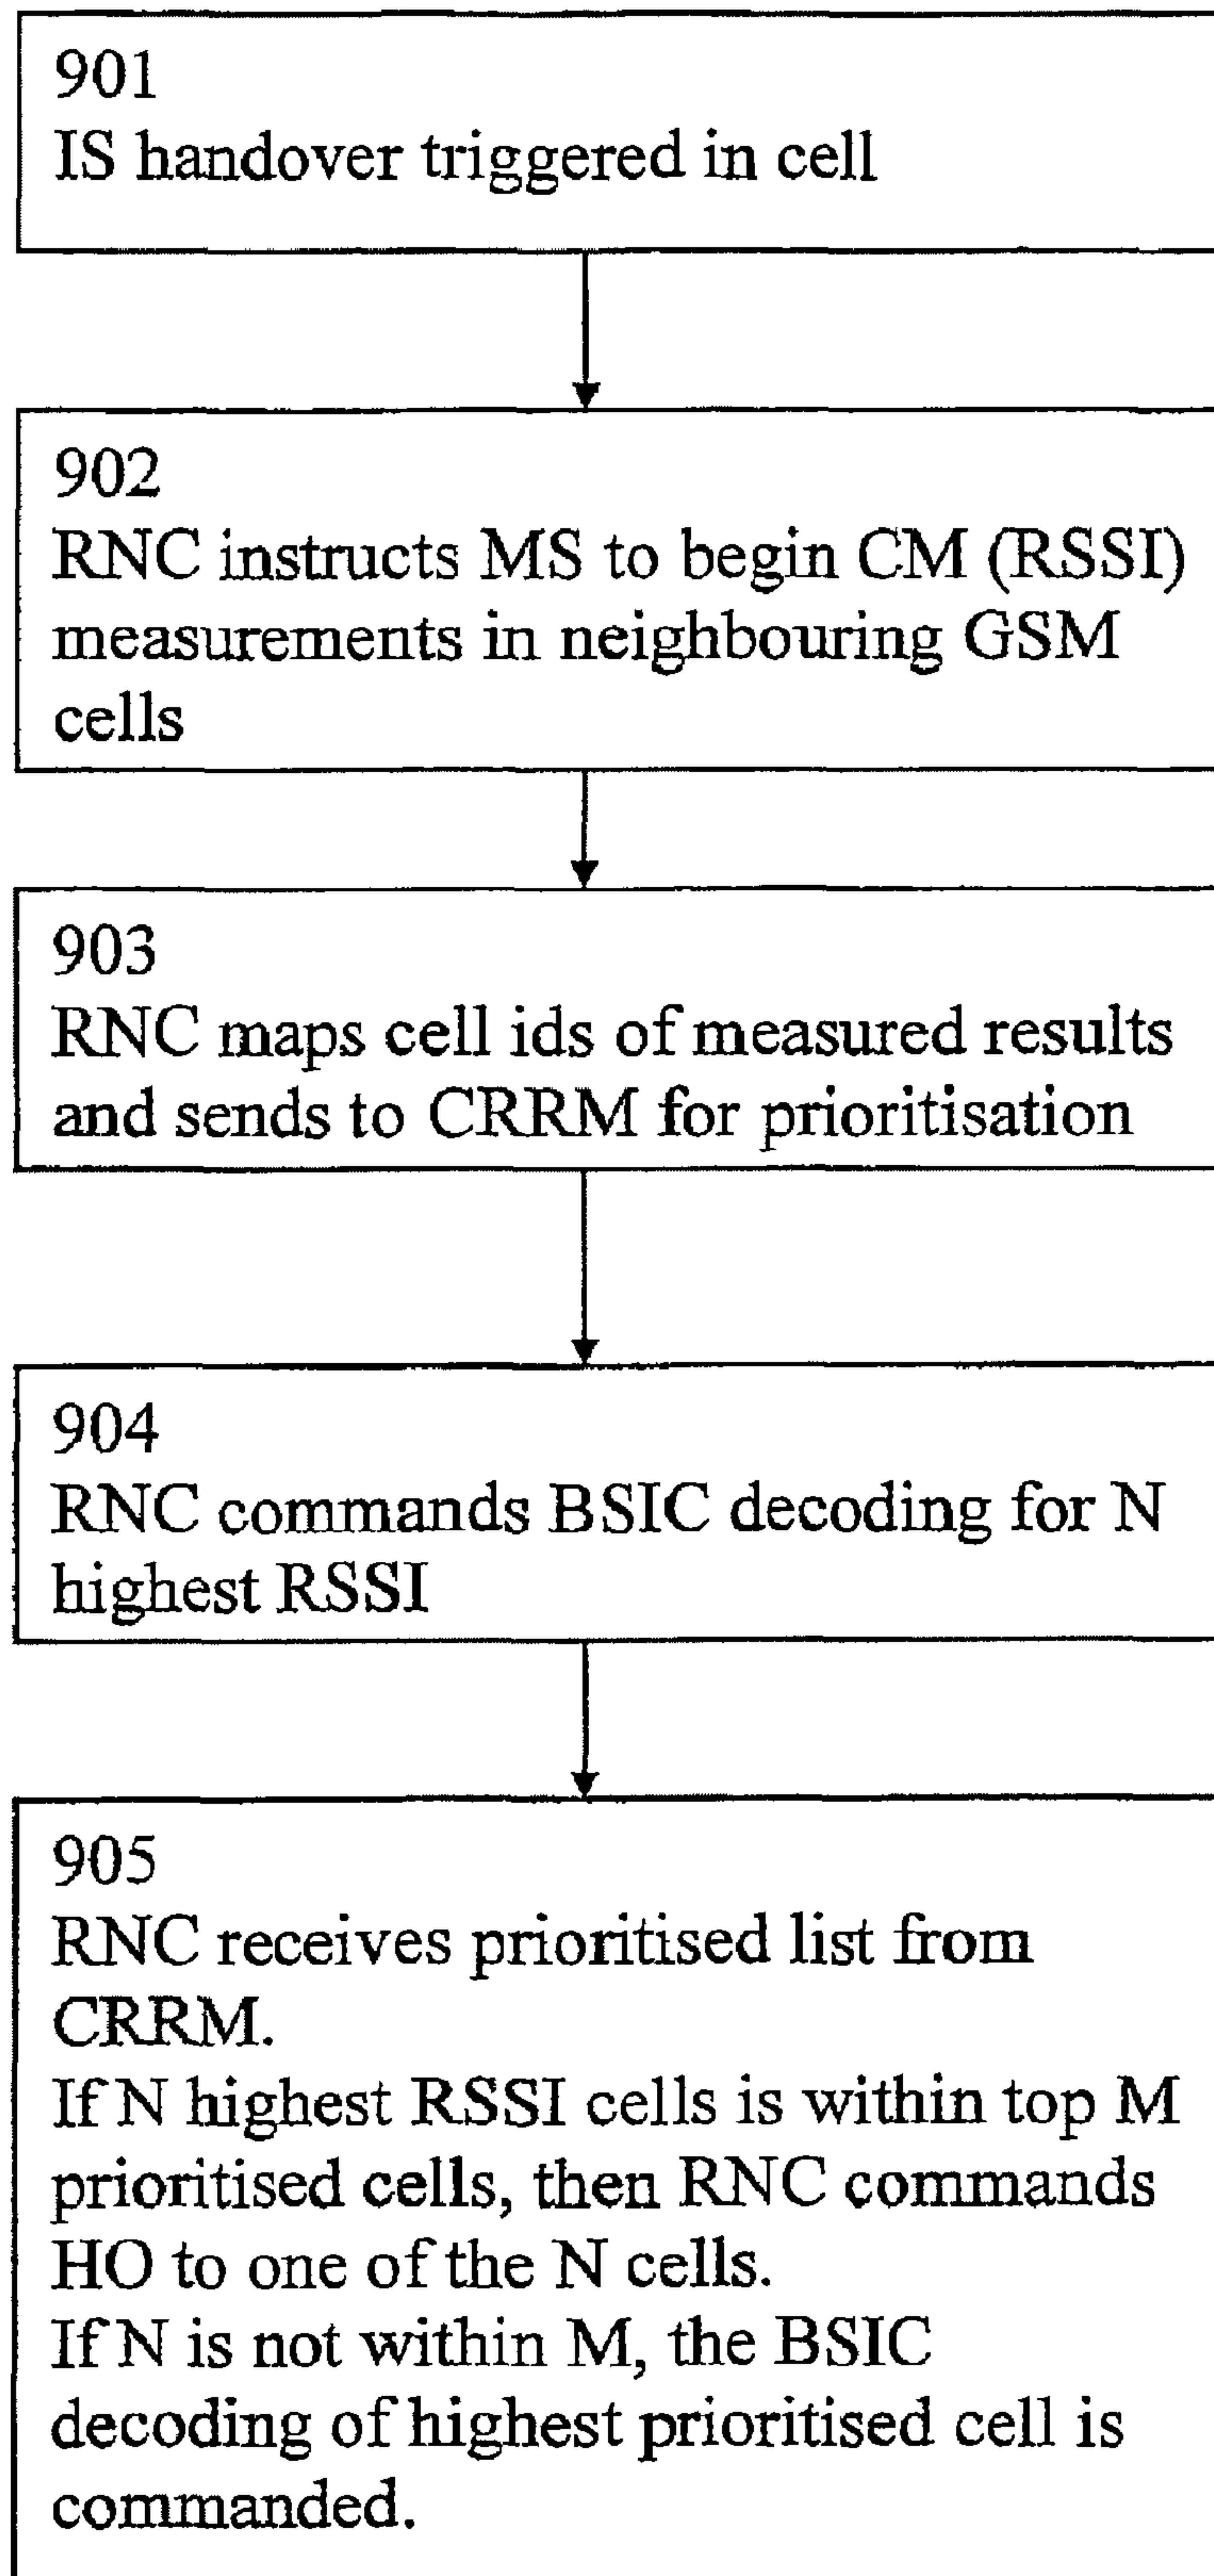 901
IS handover triggered in cell
902
RNC instructs MS to begin CM (RSSI)
measurements in neighbouring GSM
cells
903
RNC maps cell ids of measured results
and sends to CRRM for prioritisation
904
RNC commands BSIC decoding for N
highest RSSI
905
RNC receives prioritised list from
CRRM.
If N highest RSSI cells is within top M
prioritised cells, then RNC commands
HO to one of the N cells.
If N is not within M, the BSIC
decoding of highest prioritised cell is
commanded.